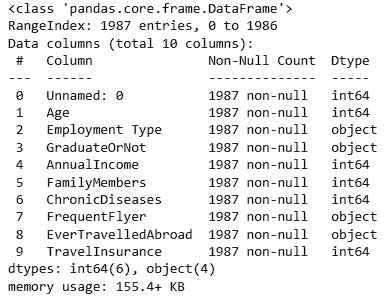 <class 'pandas.core.frame.DataFrame'>
RangeIndex: 1987 entries, 0 to 1986
Data columns (total 10 columns):
 #   Column               Non-Null Count  Dtype
---  ------               --------------  -----
 0   Unnamed: 0           1987 non-null   int64
 1   Age                  1987 non-null   int64
 2   Employment Type      1987 non-null   object
 3   GraduateOrNot        1987 non-null   object
 4   AnnualIncome         1987 non-null   int64
 5   FamilyMembers        1987 non-null   int64
 6   ChronicDiseases      1987 non-null   int64
 7   FrequentFlyer        1987 non-null   object
 8   EverTravelledAbroad  1987 non-null   object
 9   TravelInsurance      1987 non-null   int64
dtypes: int64(6), object(4)
memory usage: 155.4+ KB